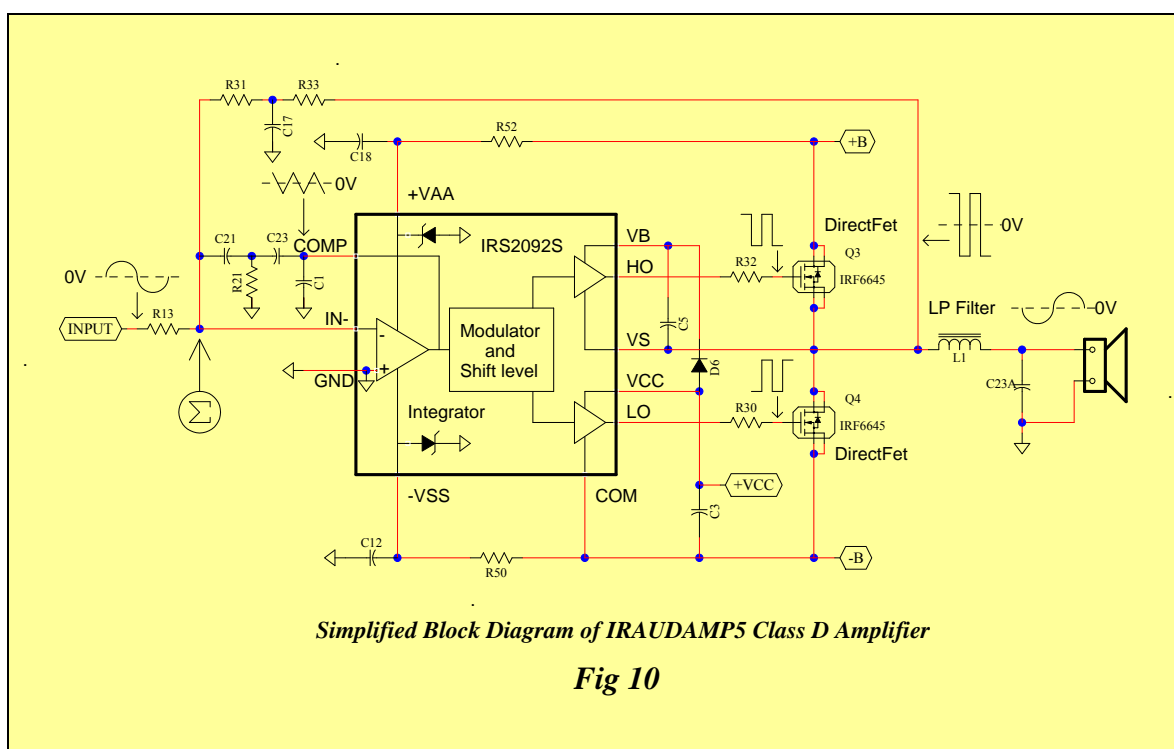 R31
R33
C17
R52
+B
C18
0V
+VAA
0V
DirectFet
IRS2092S
VB
HO
Q3
IRF6645
R32
C21
C23
COMP
R21
C1
0V
INPUT
R13
IN-
Modulator
and
Shift level
C5
VS
LP Filter
0V
L1
GND
D6
VCC
LO
C23A
Σ
Integrator
R30
Q4
IRF6645
DirectFet
-VSS
COM
+VCC
C3
C12
R50
-B
-
+
Simplified Block Diagram of IRAUDAMP5 Class D Amplifier
Fig 10